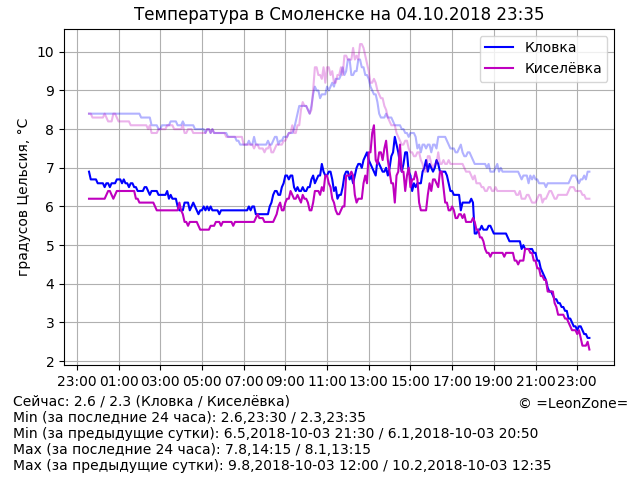 Температура в Смоленске на 04.10.2018 23:35
Кловка
Киселёвка
градусов Цельсия, °C
10
9
8
7
6
5
4
3
2
23:00 01:00 03:00 05:00 07:00 09:00 11:00 13:00 15:00 17:00 19:00 21:00 23:00
Сейчас: 2.6 / 2.3 (Кловка / Киселёвка)
© =LeonZone=
Min (за последние 24 часа): 2.6,23:30 / 2.3,23:35
Min (за предыдущие сутки): 6.5,2018-10-03 21:30 / 6.1,2018-10-03 20:50
Max (за последние 24 часа): 7.8,14:15 / 8.1,13:15
Max (за предыдущие сутки): 9.8,2018-10-03 12:00 / 10.2,2018-10-03 12:35